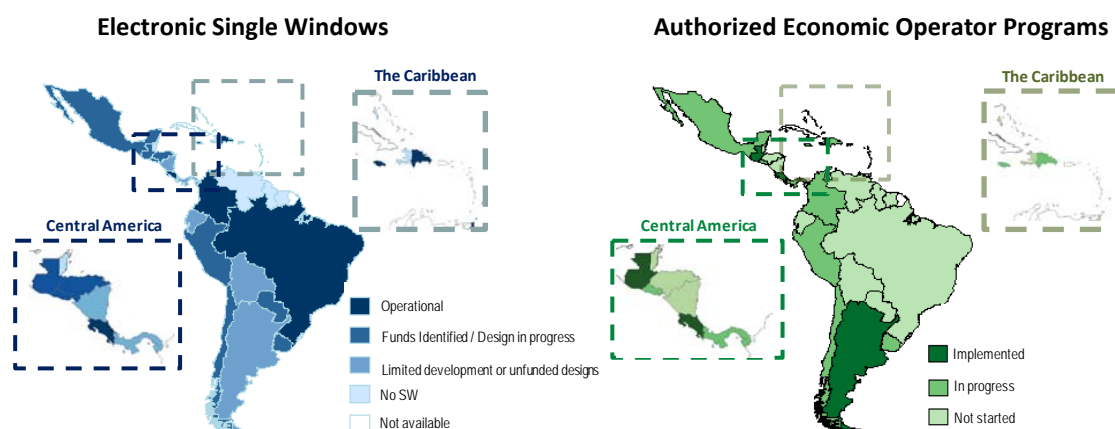 Electronic Single Windows
The Caribbean
Central America
Operational
Funds Identified / Design in progress
Limited development or unfunded designs
No SW
Not available
Authorized Economic Operator Programs
The Caribbean
Central America
Implemented
In progress
Not started